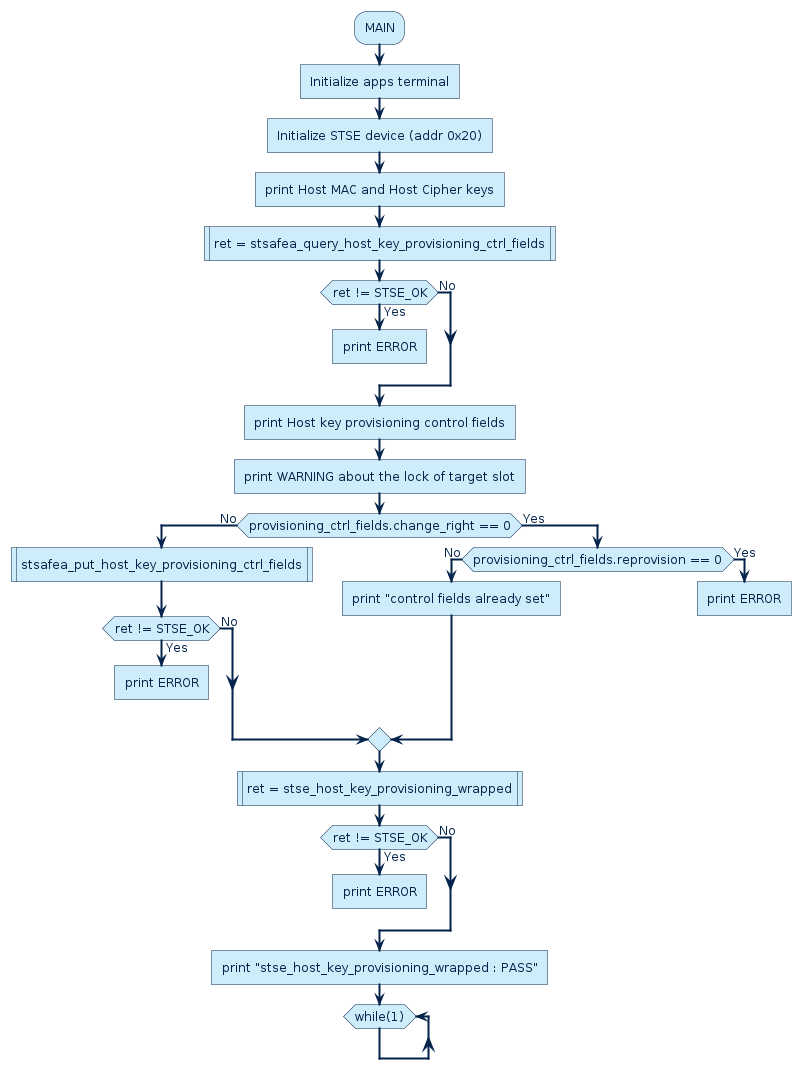 MAIN
Initialize apps terminal
Initialize STSE device (addr 0x20)
print Host MAC and Host Cipher keys
ret = stsafea_query_host_key_provisioning_ctrl_fields
ret != STSE_OK
No
Yes
print ERROR
print Host key provisioning control fields
print WARNING about the lock of target slot
No
provisioning_ctrl_fields.change_right == 0
Yes
stsafea_put_host_key_provisioning_ctrl_fields
ret != STSE_OK
No
Yes
print ERROR
No
provisioning_ctrl_fields.reprovision == 0
Yes
print "control fields already set"
print ERROR
ret = stse_host_key_provisioning_wrapped
ret != STSE_OK
No
Yes
print ERROR
print "stse_host_key_provisioning_wrapped : PASS"
while(1)